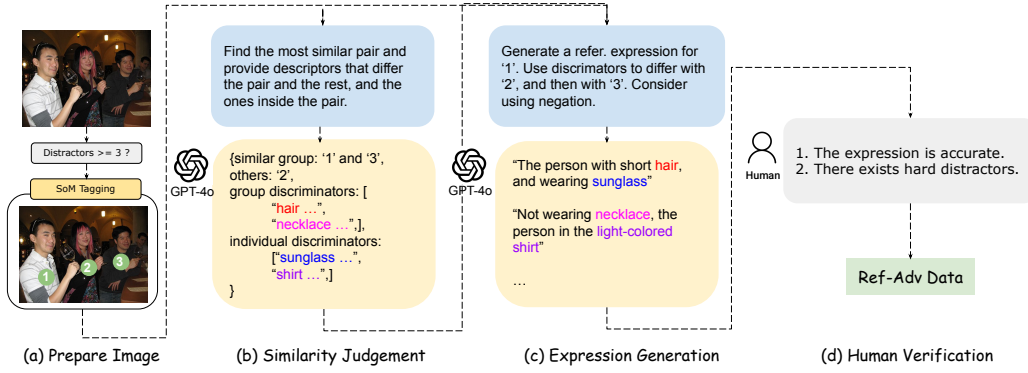 Distractors >= 3 ?
SoM Tagging
1
2
3
(a) Prepare Image
Find the most similar pair and
provide descriptors that differ
the pair and the rest, and the
ones inside the pair.
GPT-4o
{similar group: ‘1’ and ‘3’,
others: ‘2’,
group discriminators: [
“hair …”,
“necklace …”,],
individual discriminators:
[“sunglass …”,
“shirt …”,]
}
(b) Similarity Judgement
Generate a refer. expression for
‘1’. Use discrimators to differ with
‘2’, and then with ‘3’. Consider
using negation.
GPT-4o
“The person with short hair,
and wearing sunglass”
“Not wearing necklace, the
person in the light-colored
shirt”
…
(c) Expression Generation
Human
1. The expression is accurate.
2. There exists hard distractors.
Ref-Adv Data
(d) Human Verification